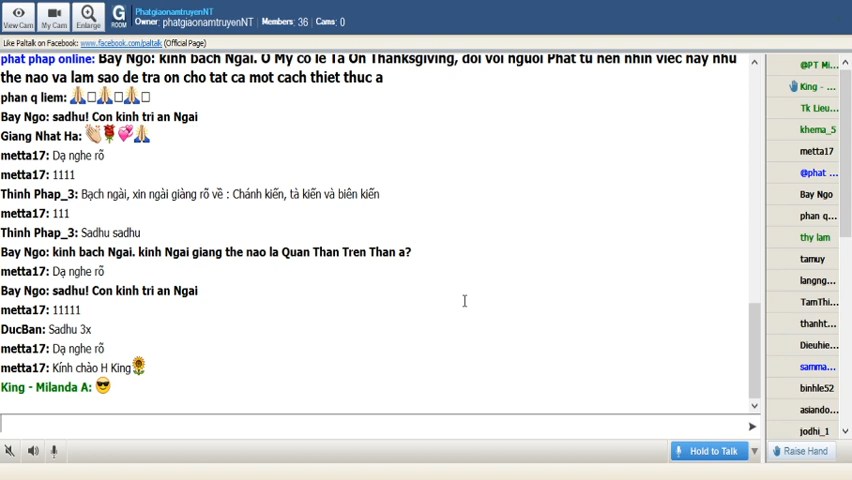 View Cam
My Cam
Enlarge
G
ROOM
PhatgiaonamtruyenNT
Owner: phatgiaonamtruyenNT Members: 36 Cams: 0
Like Paltalk on Facebook: www.facebook.com/paltalk (Official Page)
phat phap online: Bay Ngo: kinh bach Ngai. O My co le Ta On Thanksgiving, doi voi nguoi Phat tu nen nhin viec nay nhu
the nao va lam sao de tra on cho tat ca mot cach thiet thuc a
phan q liem:
Bay Ngo: sadhu! Con kinh tri an Ngai
Giang Nhat Ha:
metta17: Dạ nghe rõ
metta17: 1111
Thinh Phap_3: Bạch ngài, xin ngài giàng rõ về : Chánh kiến, tà kiến và biên kiến
metta17: 111
Thinh Phap_3: Sadhu sadhu
Bay Ngo: kinh bach Ngai. kinh Ngai giang the nao la Quan Than Tren Than a?
metta17: Dạ nghe rõ
Bay Ngo: sadhu! Con kinh tri an Ngai
metta17: 11111
DucBan: Sadhu 3x
metta17: Dạ nghe rõ
metta17: Kính chào H King
King - Milanda A:
@PT Mi...
King - ...
Tk Lieu...
khema_5
metta17
@phat ...
Bay Ngo
phan q...
thy lam
tamuy
langng...
TamThi...
thanht...
Dieuhie...
samma...
binhle52
asiando...
jodhi_1
Hold to Talk
Raise Hand